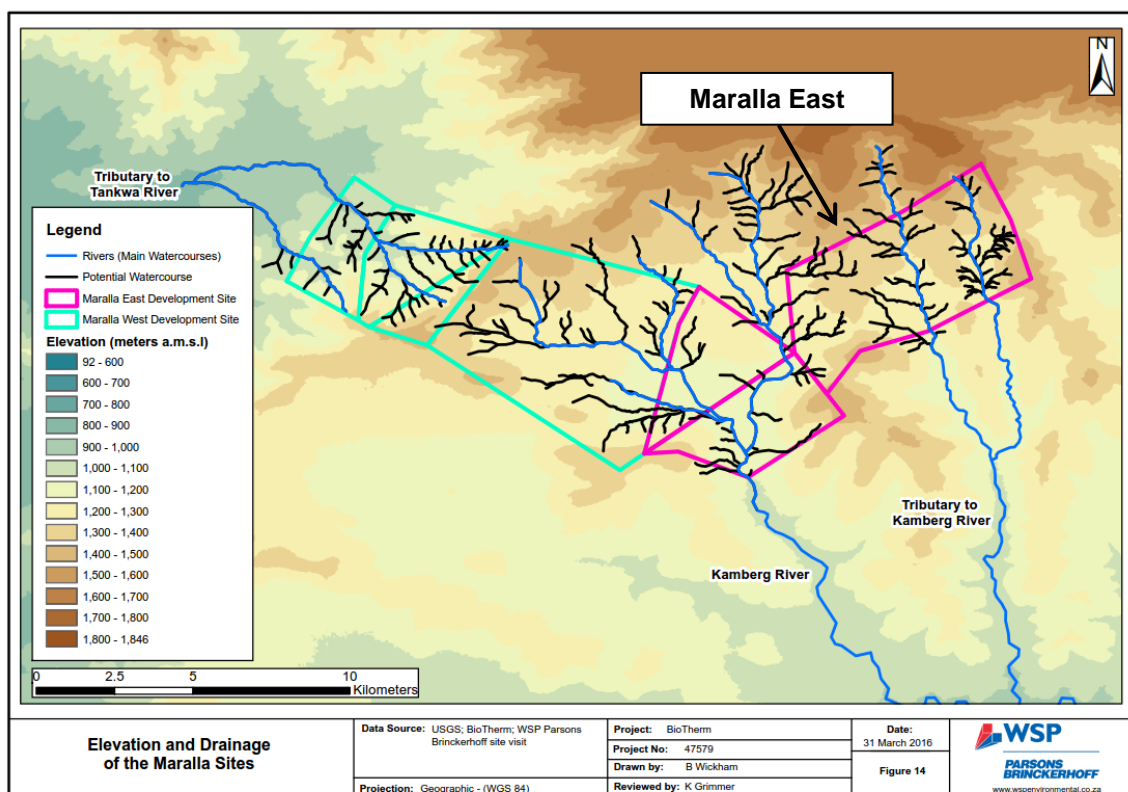 N
Maralla East
Tributary to
Tankwa River
Legend
Rivers (Main Watercourses)
Potential Watercourse
Maralla East Development Site
Maralla West Development Site
Elevation (meters a.m.s.l)
92 - 600
600 - 700
700 - 800
800 - 900
900 - 1,000
1,000 - 1,100
1,100 - 1,200
1,200 - 1,300
1,300 - 1,400
1,400 - 1,500
1,500 - 1,600
1,600 - 1,700
1,700 - 1,800
1,800 - 1,846
Tributary to
Kamberg River
Kamberg River
0 2.5 5 10
Kilometers
Elevation and Drainage
of the Maralla Sites
Data Source: USGS; BioTherm; WSP Parsons
Brinckerhoff site visit
Projection: Geographic - (WGS 84)
Project: BioTherm
Project No: 47579
Drawn by: B Wickham
Reviewed by: K Grimmer
Date:
31 March 2016
Figure 14
WSP
PARSONS
BRINCKERHOFF
www.wspenvironmental.co.za